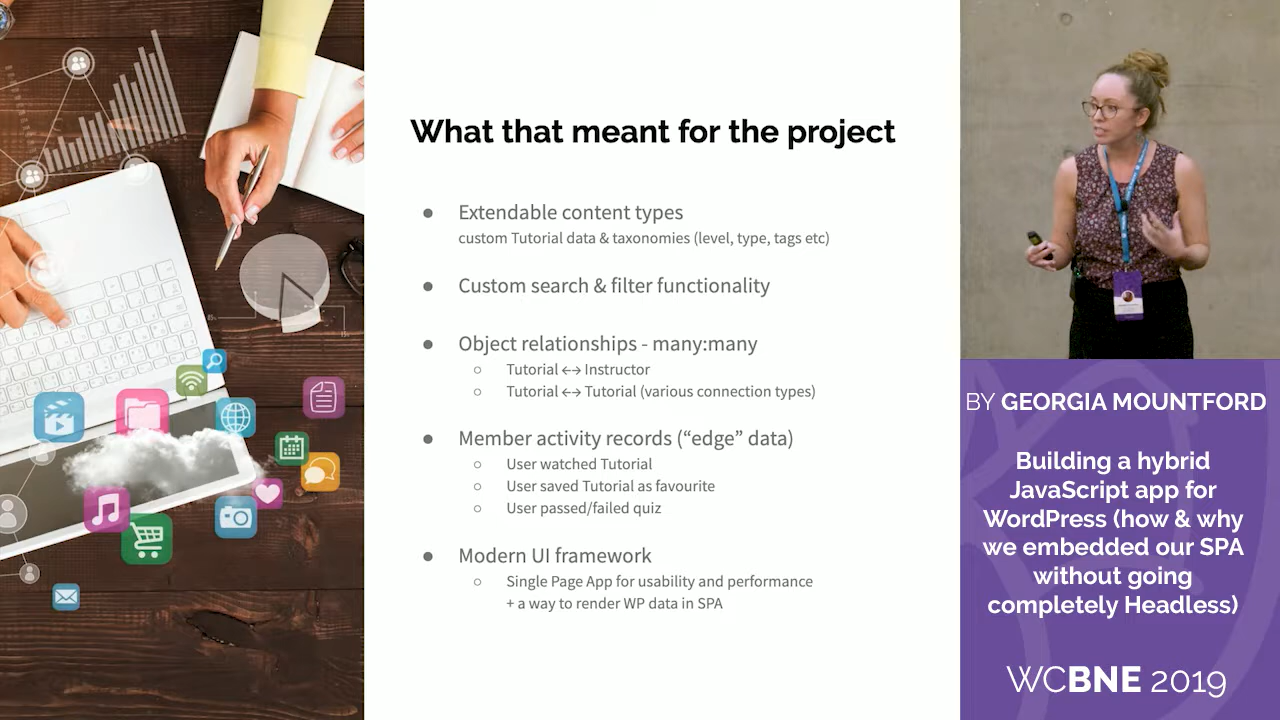 What that meant for the project
● Extendable content types
custom Tutorial data & taxonomies (level, type, tags etc)
● Custom search & filter functionality
● Object relationships - many:many
○ Tutorial ↔ Instructor
○ Tutorial ↔ Tutorial (various connection types)
● Member activity records (“edge” data)
○ User watched Tutorial
○ User saved Tutorial as favourite
○ User passed/failed quiz
● Modern UI framework
○ Single Page App for usability and performance
+ a way to render WP data in SPA
BY GEORGIA MOUNTFORD
Building a hybrid
JavaScript app for
WordPress (how & why
we embedded our SPA
without going
completely Headless)
WCBNE 2019